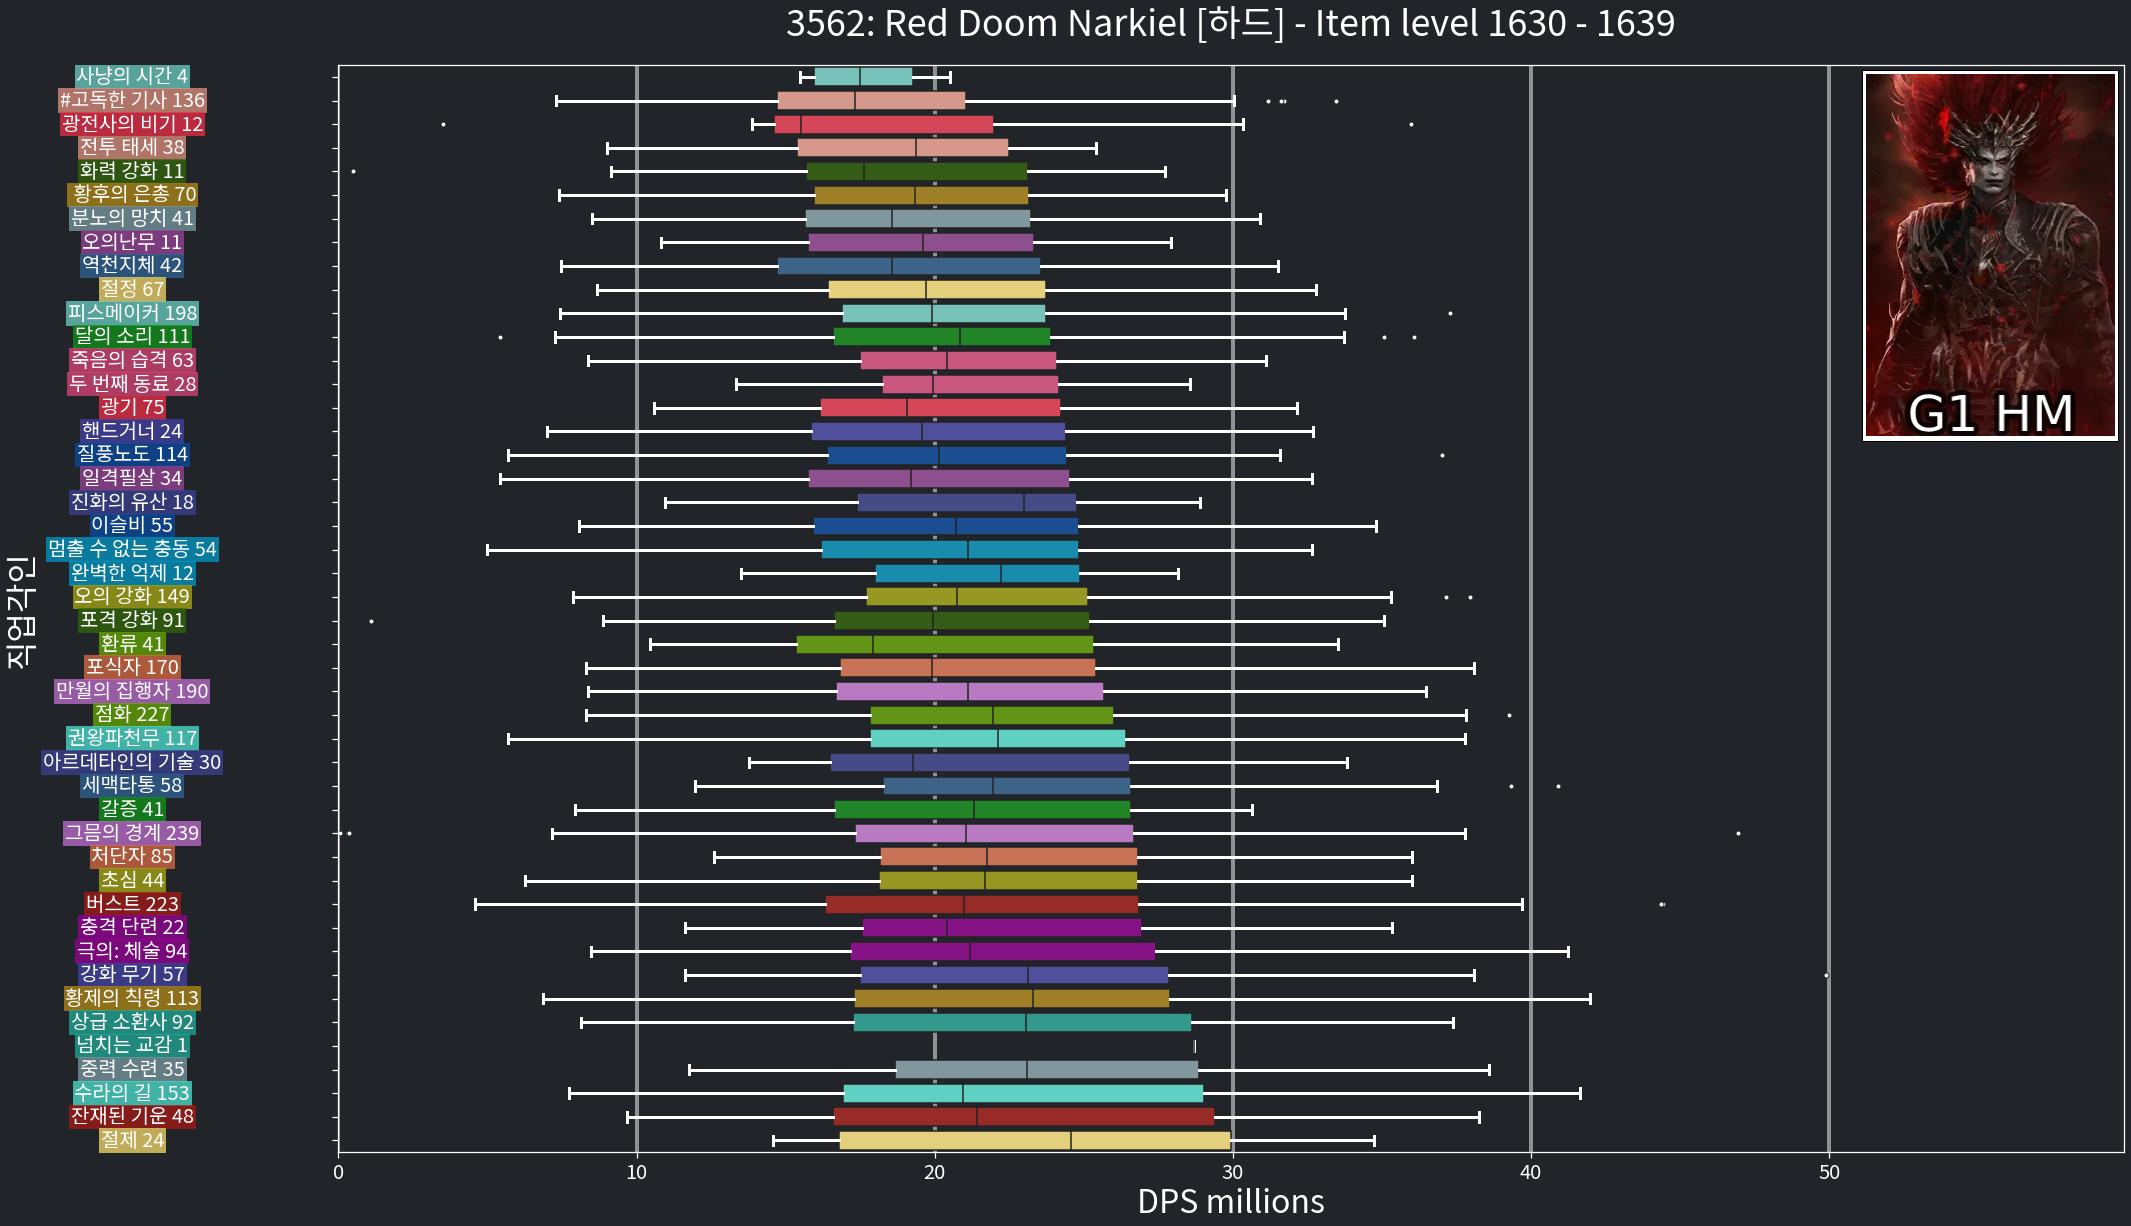 3562: Red Doom Narkiel [하드] - Item level 1630 - 1639
사냥의 시간 4
#고독한 기사 136
광전사의 비기 12
전투 태세 38
화력 강화 11
황후의 은총 70
분노의 망치 41
오의난무 11
역천지체 42
절정 67
피스메이커 198
달의 소리 111
죽음의 습격 63
두 번째 동료 28
광기 75
핸드거너 24
질풍노도 114
일격필살 34
진화의 유산 18
이슬비 55
멈출 수 없는 충동 54
완벽한 억제 12
오의 강화 149
포격 강화 91
환류 41
포식자 170
만월의 집행자 190
점화 227
권왕파천무 117
아르데타인의 기술 30
세맥타통 58
갈증 41
그믐의 경계 239
처단자 85
초심 44
버스트 223
충격 단련 22
극의: 체술 94
강화 무기 57
황제의 칙령 113
상급 소환사 92
넘치는 교감 1
중력 수련 35
수라의 길 153
잔재된 기운 48
절제 24
직업각인
G1 HM
0 10 20 30 40 50
DPS millions